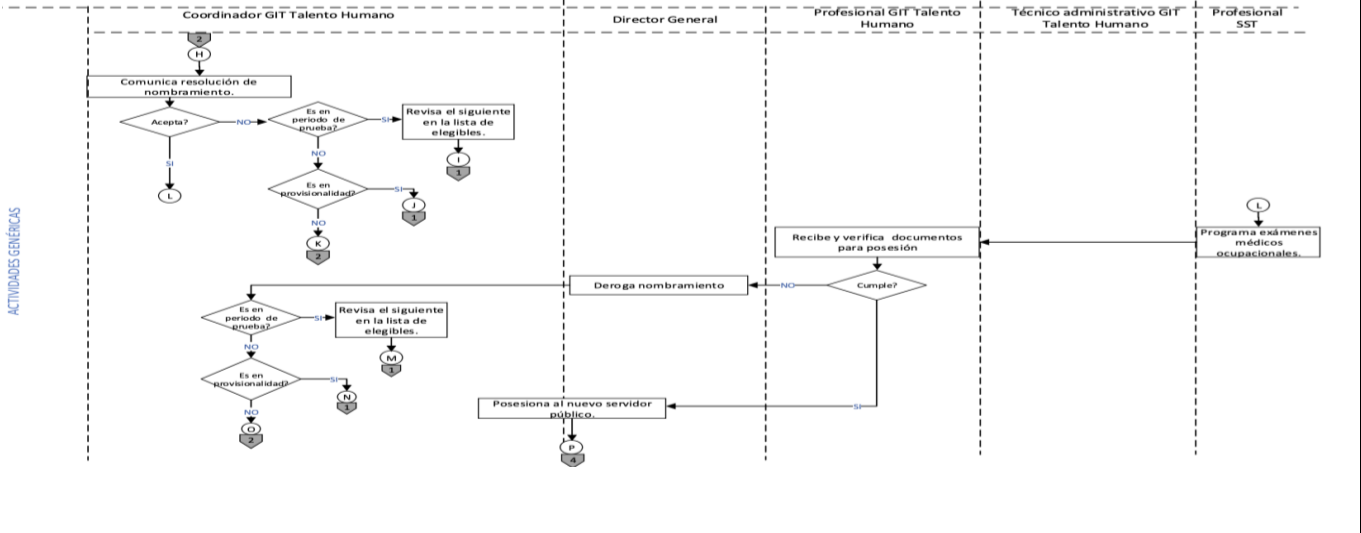 Coordinador GIT Talento Humano
Director General
Profesional GIT Talento
Humano
Técnico administrativo GIT
Talento Humano
Profesional
SST
ACTIVIDADES GENÉRICAS
2
H
Comunica resolución de
nombramiento.
Acepta?
NO
Es en
periodo de
prueba?
SI
Revisa el siguiente
en la lista de
elegibles.
I
1
SI
L
NO
Es en
provisionalidad?
SI
J
1
NO
K
2
L
Programa exámenes
médicos
ocupacionales.
Recibe y verifica documentos
para posesión
Cumple?
NO
Deroga nombramiento
Es en
periodo de
prueba?
SI
Revisa el siguiente
en la lista de
elegibles.
M
1
NO
Es en
provisionalidad?
SI
N
1
NO
O
2
SI
Posesiona al nuevo servidor
público.
P
4